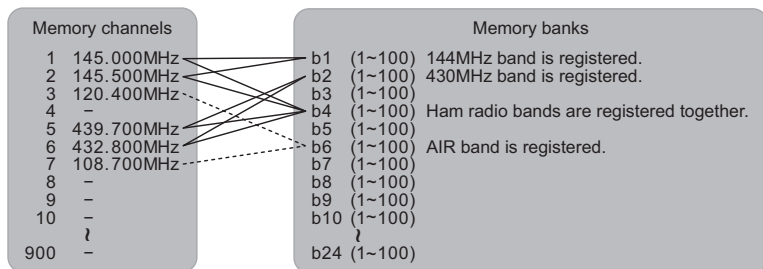 Memory channels
1 145.000MHz
2 145.500MHz
3 120.400MHz
4 –
5 439.700MHz
6 432.800MHz
7 108.700MHz
8 –
9 –
10 –
~
900 –
Memory banks
b1 (1~100) 144MHz band is registered.
b2 (1~100) 430MHz band is registered.
b3 (1~100)
b4 (1~100) Ham radio bands are registered together.
b5 (1~100)
b6 (1~100) AIR band is registered.
b7 (1~100)
b8 (1~100)
b9 (1~100)
b10 (1~100)
~
b24 (1~100)